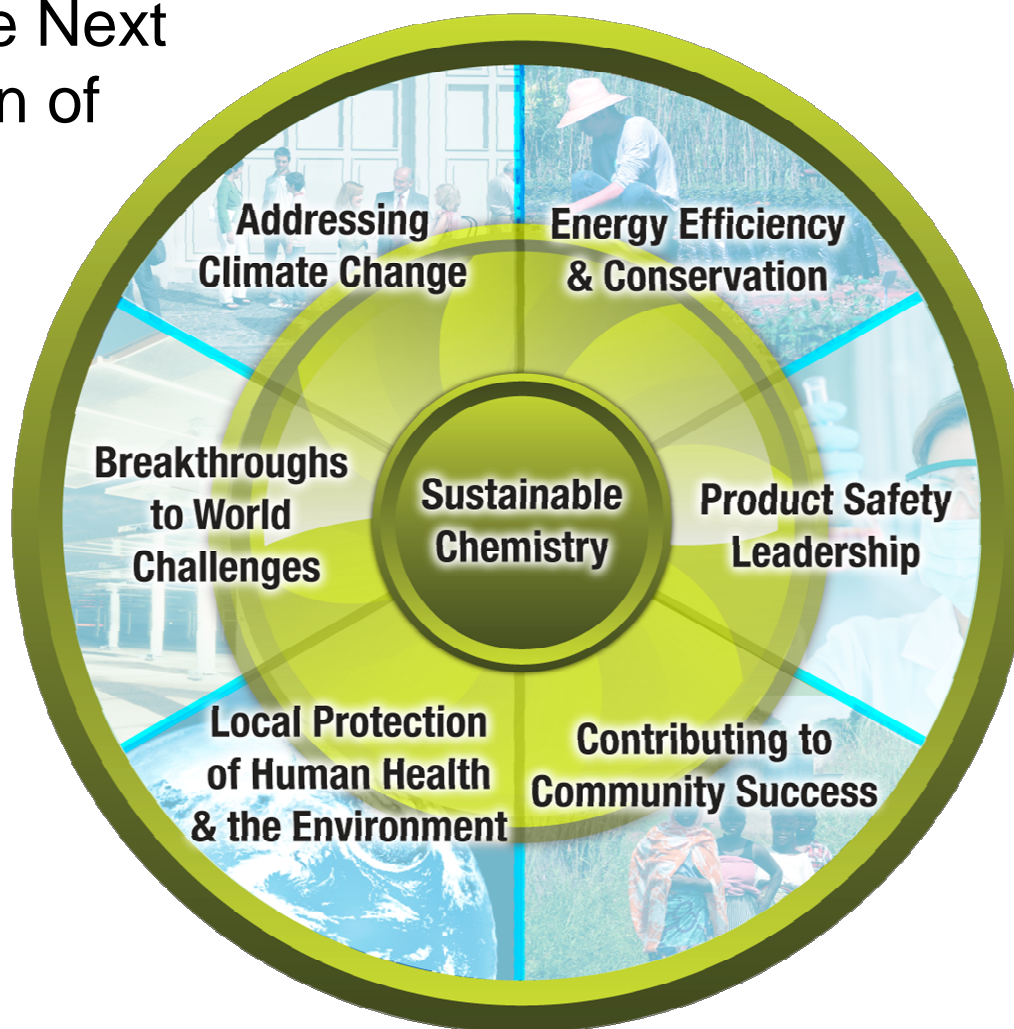 e Next
n of
Addressing
Climate Change
Energy Efficiency
& Conservation
Breakthroughs
to World
Challenges
Sustainable
Chemistry
Product Safety
Leadership
Local Protection
of Human Health
& the Environment
Contributing to
Community Success